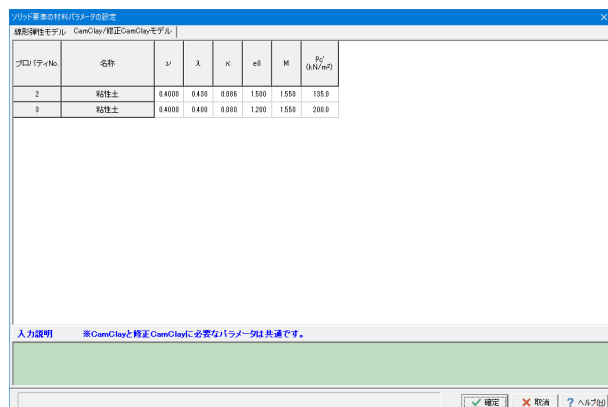 ソリッド要素の材料パラメータの設定 ×
線形弾性モデル CamClay/修正CamClayモデル
プロパティNo. 名称 ν λ κ e0 M Pc'
(kN/m²)
2 粘性土 0.4000 0.430 0.086 1.500 1.550 135.0
3 粘性土 0.4000 0.400 0.080 1.200 1.550 200.0
入力説明 ※CamClayと修正CamClayに必要なパラメータは共通です。
確定 取消 ? ヘルプ(H)